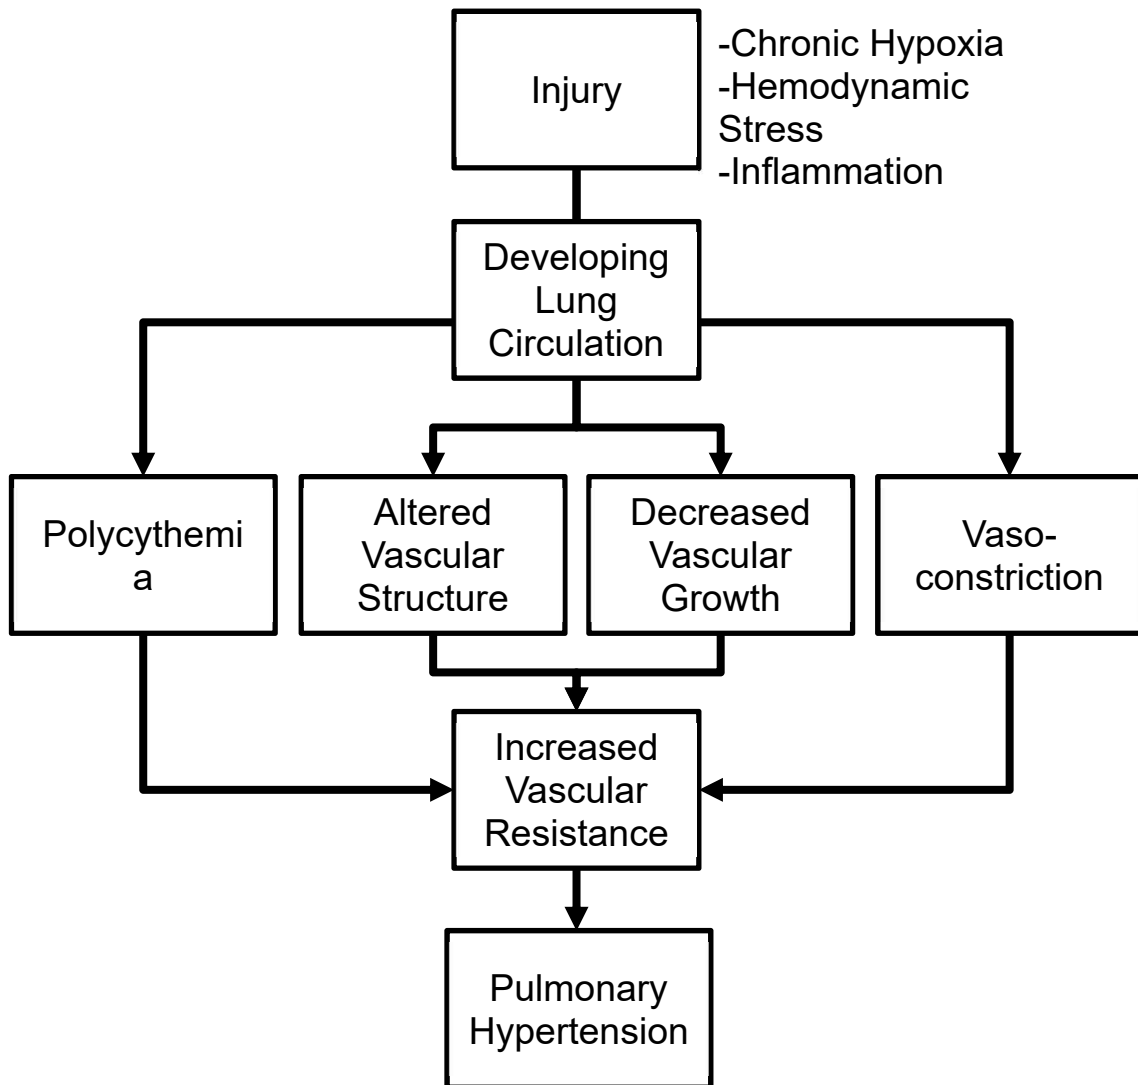 Injury
-Chronic Hypoxia
-Hemodynamic
Stress
-Inflammation
Developing
Lung
Circulation
Polycythemi
a
Altered
Vascular
Structure
Decreased
Vascular
Growth
Vaso-
constriction
Increased
Vascular
Resistance
Pulmonary
Hypertension